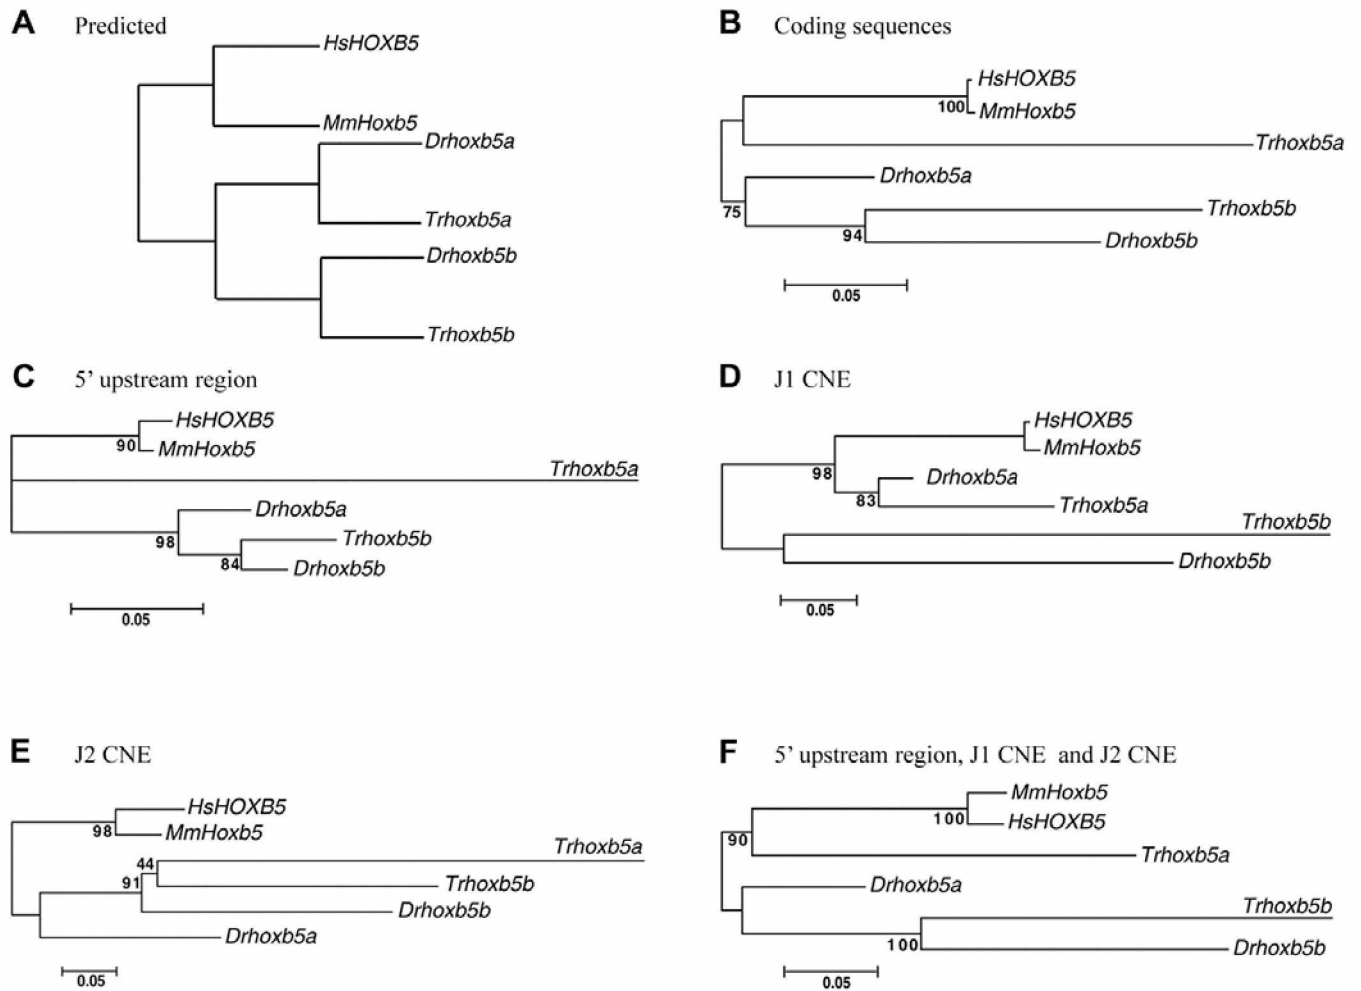 A Predicted
HsHOXB5
MmHoxb5
Drhoxb5a
Trhoxb5a
Drhoxb5b
Trhoxb5b
B Coding sequences
HsHOXB5
100
MmHoxb5
Trhoxb5a
Drhoxb5a
75
Trhoxb5b
94
Drhoxb5b
0.05
C 5’ upstream region
HsHOXB5
90
MmHoxb5
Trhoxb5a
Drhoxb5a
98
Trhoxb5b
84
Drhoxb5b
0.05
D J1 CNE
HsHOXB5
MmHoxb5
98
Drhoxb5a
83
Trhoxb5a
Trhoxb5b
Drhoxb5b
0.05
E J2 CNE
HsHOXB5
98
MmHoxb5
Trhoxb5a
44
91
Trhoxb5b
Drhoxb5b
Drhoxb5a
0.05
F 5’ upstream region, J1 CNE and J2 CNE
MmHoxb5
100
HsHOXB5
90
Trhoxb5a
Drhoxb5a
Trhoxb5b
100
Drhoxb5b
0.05